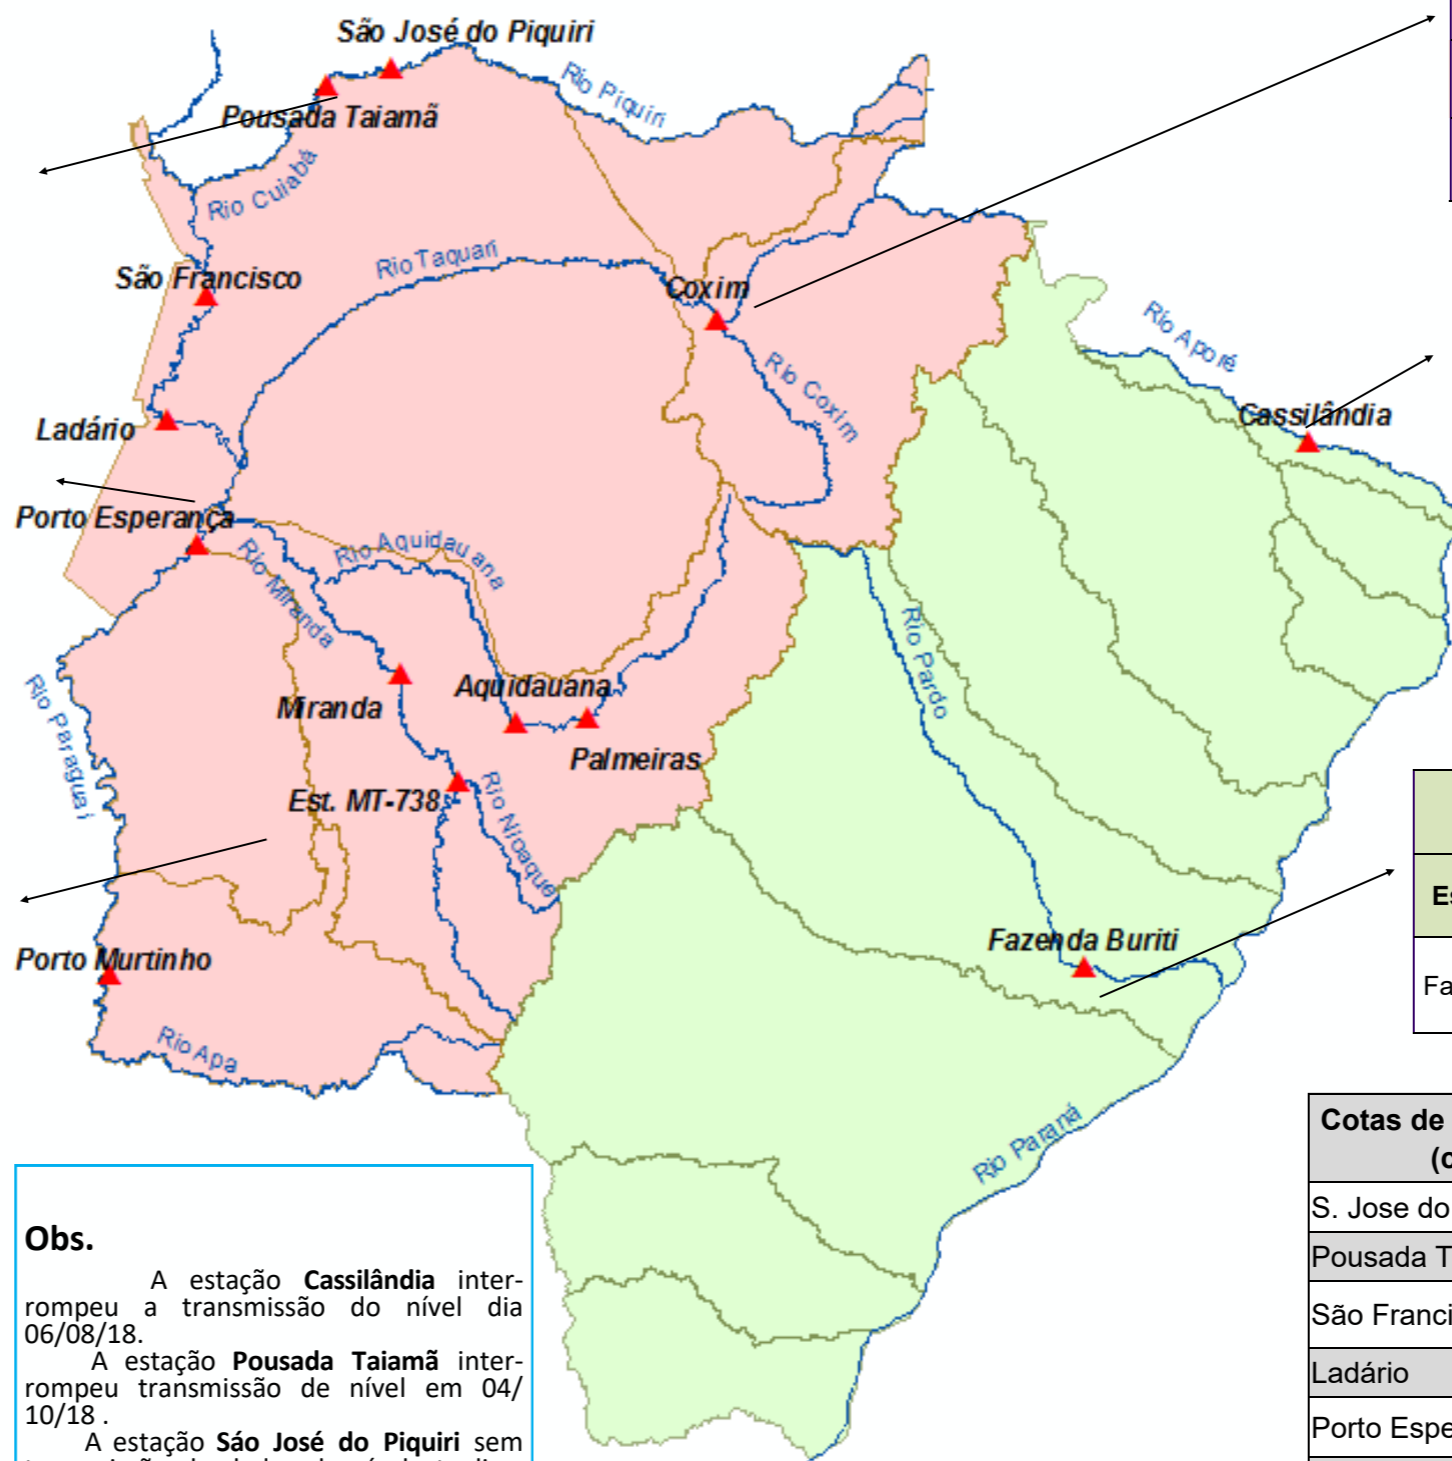 São José do Piquiri
Rio Piquiri
Pousada Taiamã
Rio Cuiabá
Rio Taquari
São Francisco
Coxim
Rio Aporé
Rio Coxim
Cassilândia
Ladário
Porto Esperança
Rio Aquidauana
Rio Miranda
Rio Pardo
Aquidauana
Miranda
Rio Paraguai
Palmeiras
Est. MT-738
Rio Nioaque
Fazenda Buriti
Porto Murtinho
Rio Apa
Rio Paraná
Cotas de
S. Jose do
Pousada T
São Franci
Ladário
Porto Espe
Obs.
A estação Cassilândia inter-
rompeu a transmissão do nível dia
06/08/18.
A estação Pousada Taiamã inter-
rompeu transmissão de nível em 04/
10/18 .
A estação Sáo José do Piquiri sem